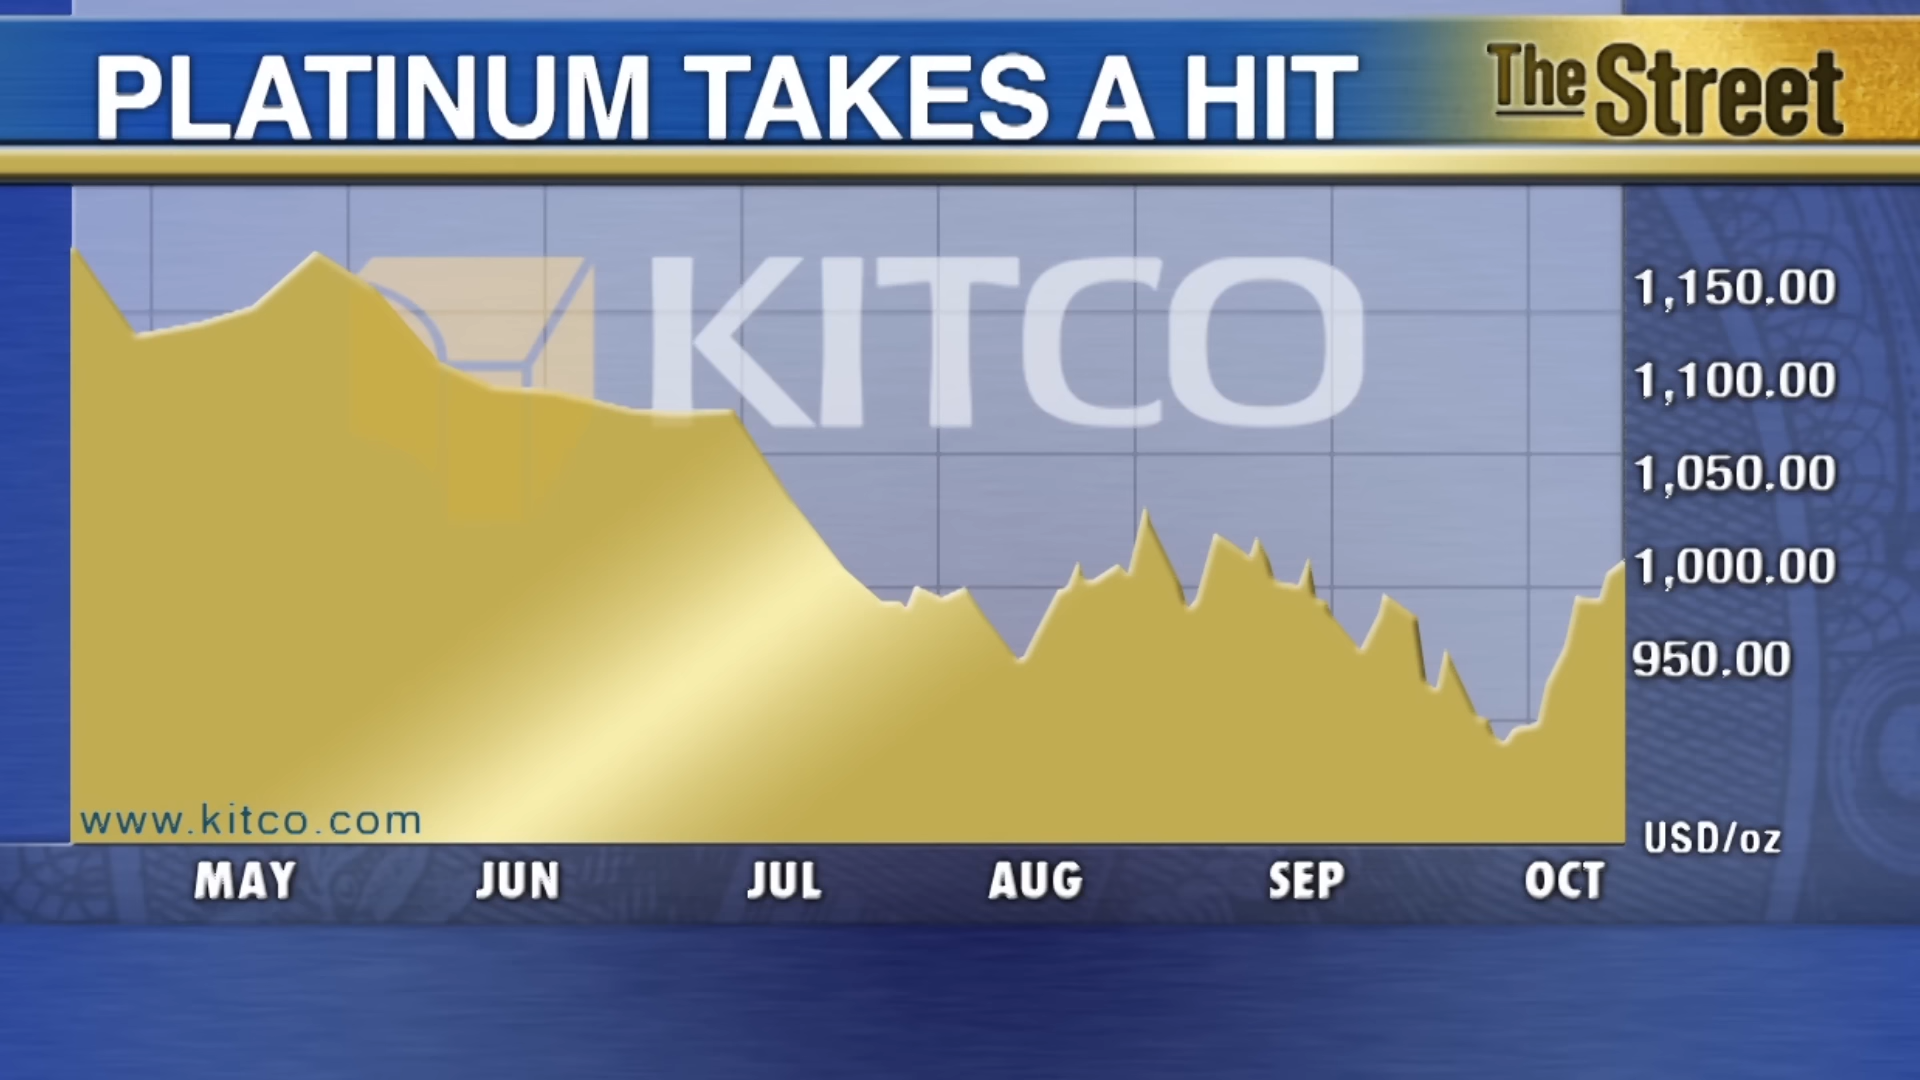 PLATINUM TAKES A HIT
The Street
KITCO
1,150.00
1,100.00
1,050.00
1,000.00
950.00
www.kitco.com
USD/oz
MAY JUN JUL AUG SEP OCT